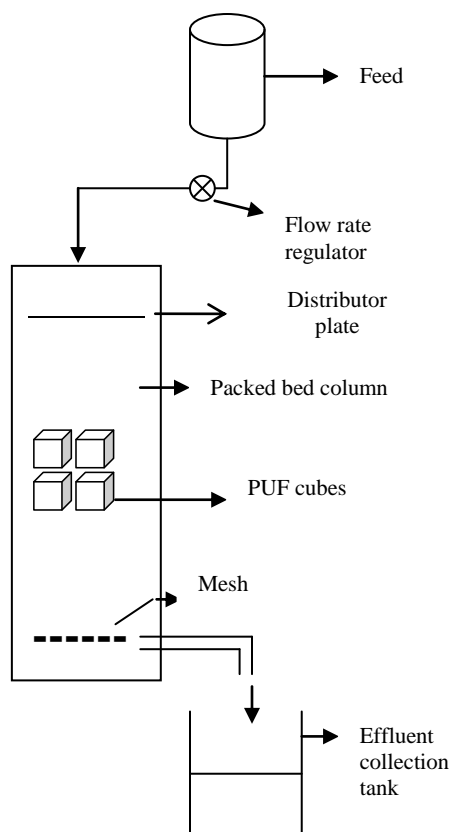 Feed
Flow rate
regulator
Distributor
plate
Packed bed column
PUF cubes
Mesh
Effluent
collection
tank